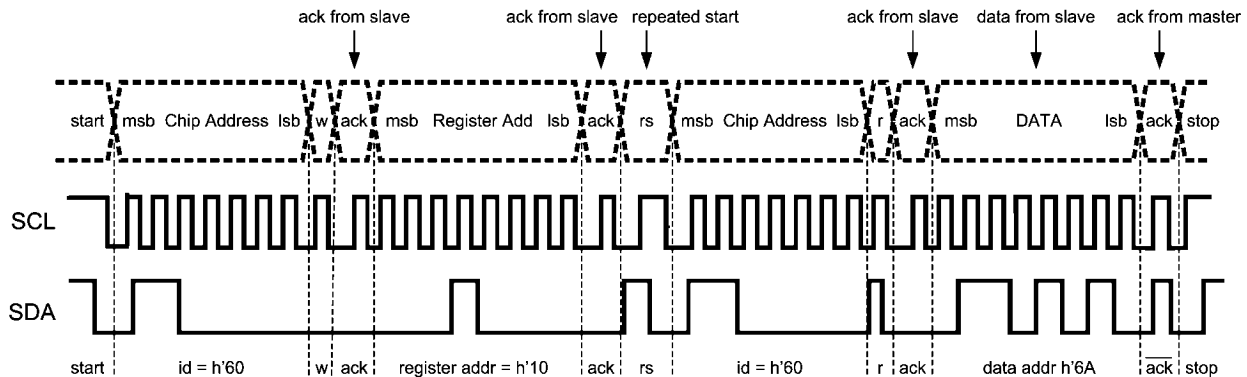 ack from slave ack from slave repeated start ack from slave data from slave ack from master
start msb Chip Address lsb w ack msb Register Add lsb ack rs msb Chip Address lsb r ack msb DATA lsb ack stop
SCL
SDA
start id = h'60 w ack register addr = h'10 ack rs id = h'60 r ack data addr h'6A ack stop